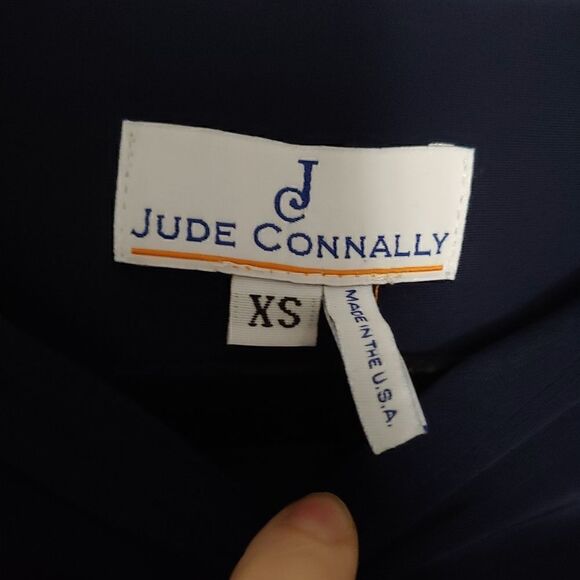 JC
JUDE CONNALLY
XS
MADE IN THE U.S.A.